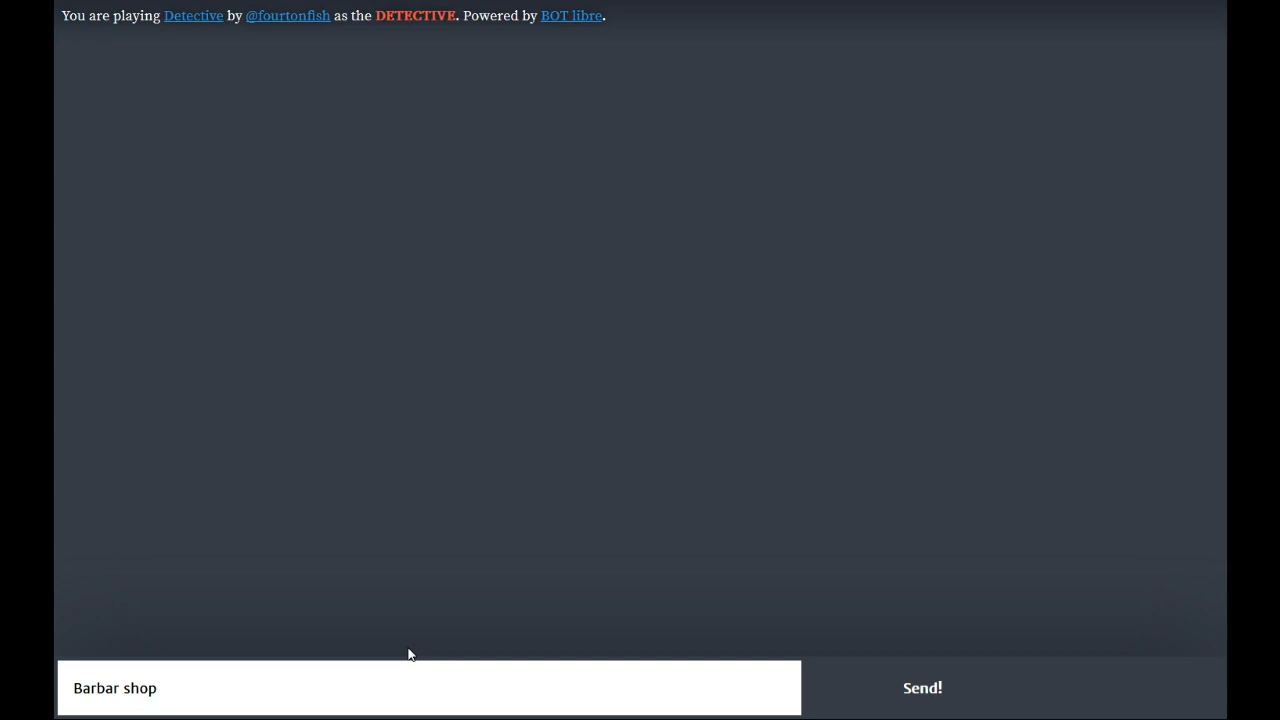 You are playing Detective by @fourtonfish as the DETECTIVE. Powered by BOT libre.
Barbar shop
Send!